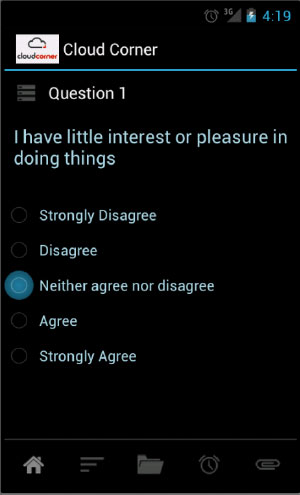 3G 4:19
cloudcorner Cloud Corner
Question 1
I have little interest or pleasure in
doing things
Strongly Disagree
Disagree
Neither agree nor disagree
Agree
Strongly Agree